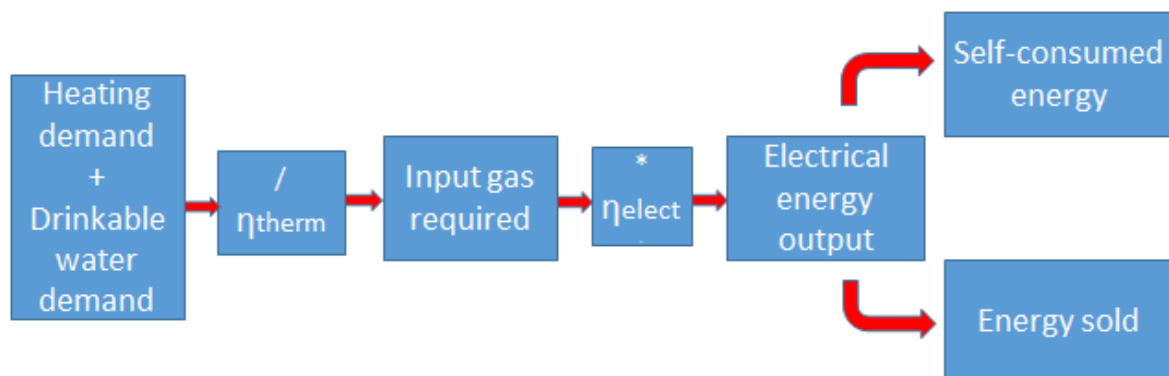 Heating
demand
+
Drinkable
water
demand
/
ηtherm
Input gas
required
*
ηelect
.
Electrical
energy
output
Self-consumed
energy
Energy sold